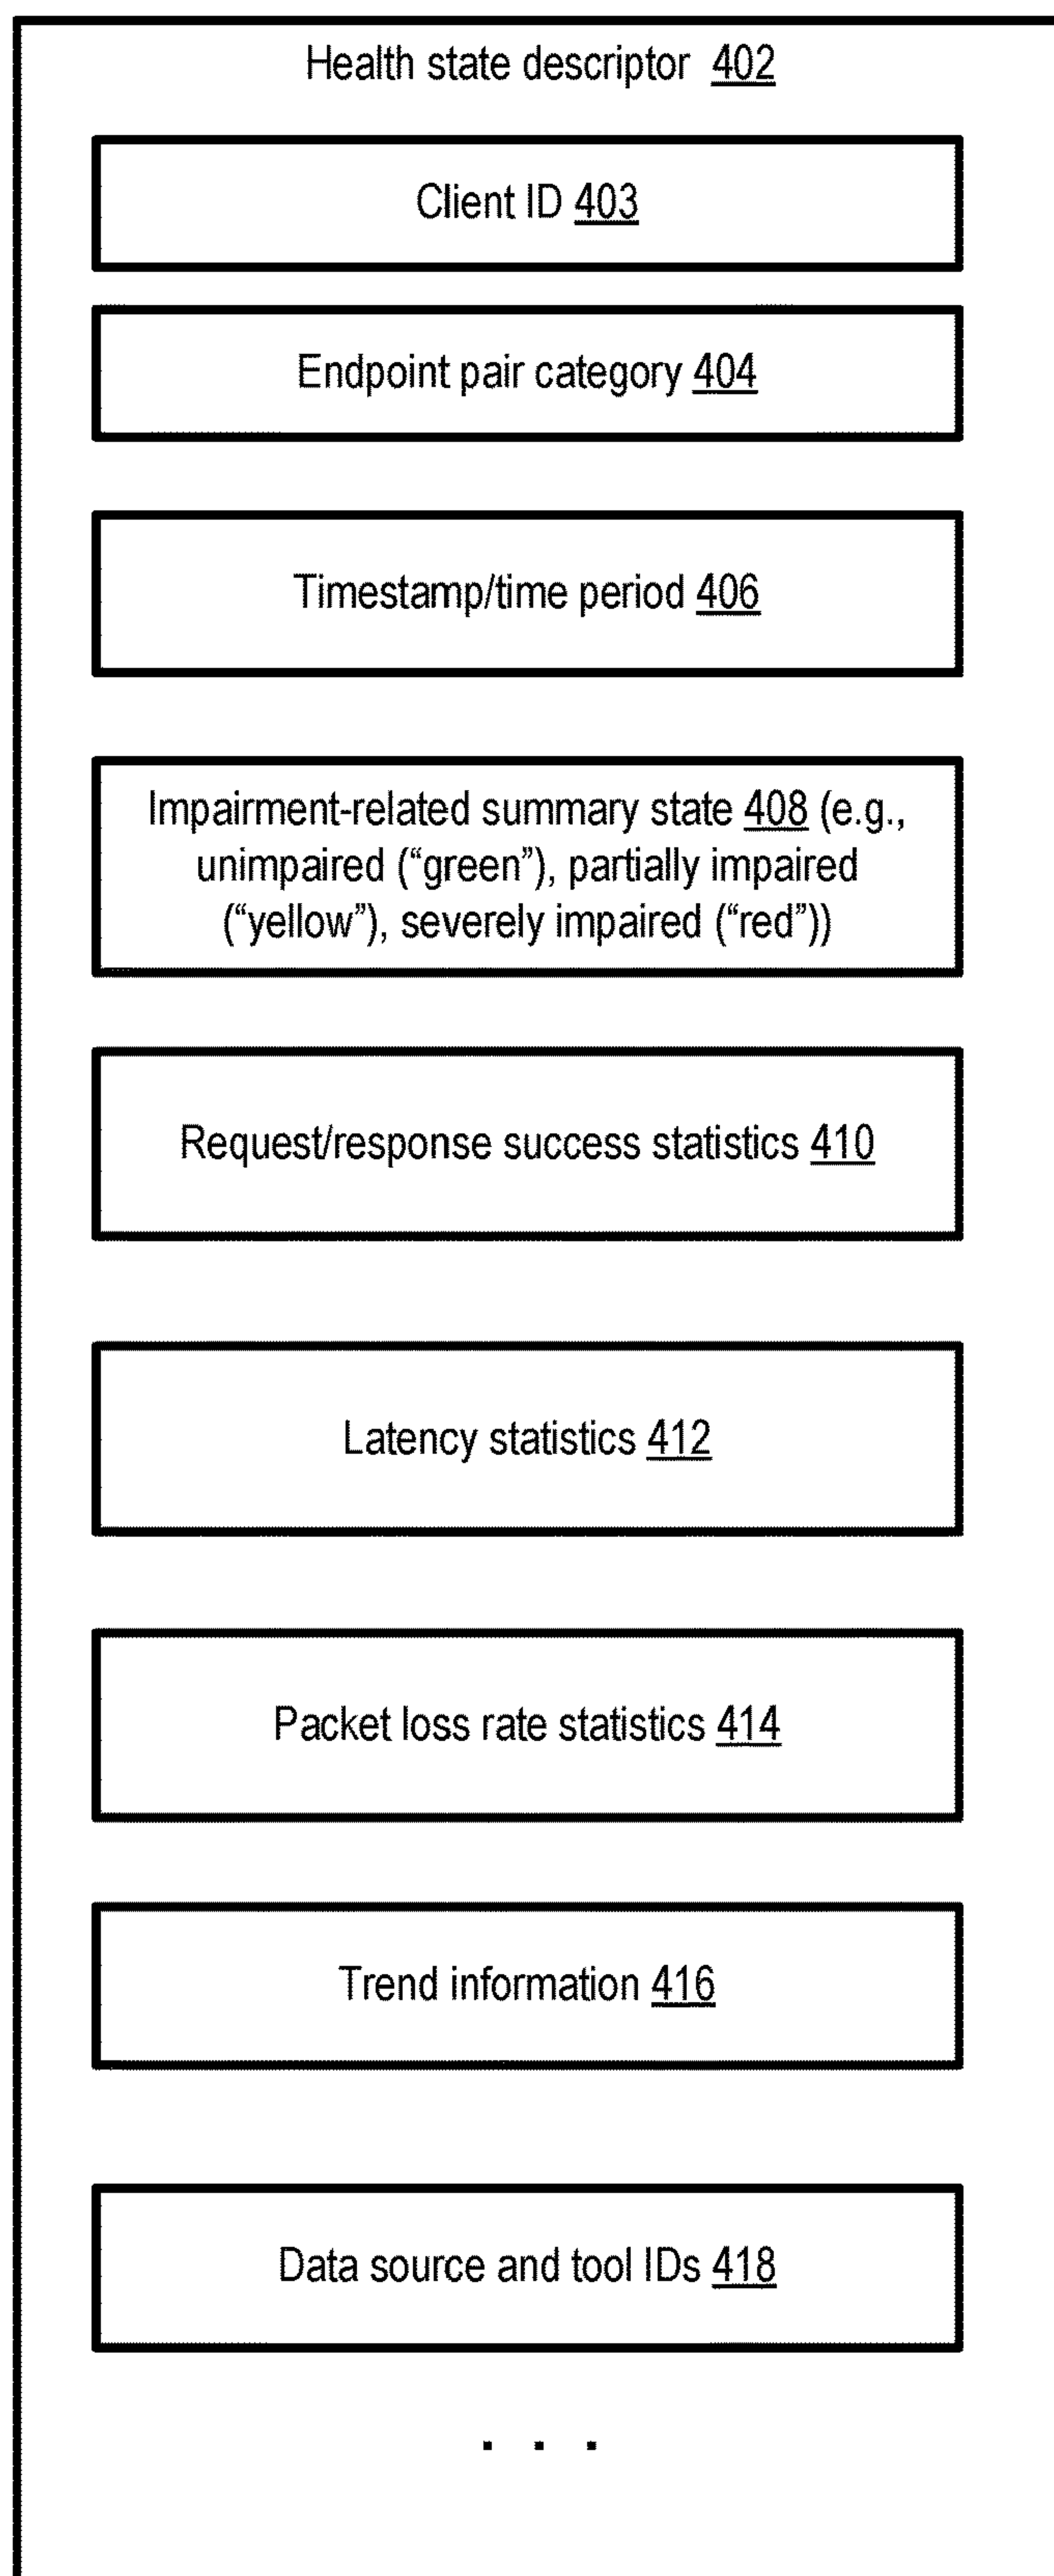 Health state descriptor 402
Client ID 403
Endpoint pair category 404
Timestamp/time period 406
Impairment-related summary state 408 (e.g.,
unimpaired (“green”), partially impaired
(“yellow”), severely impaired (“red”))
Request/response success statistics 410
Latency statistics 412
Packet loss rate statistics 414
Trend information 416
Data source and tool IDs 418
. . .